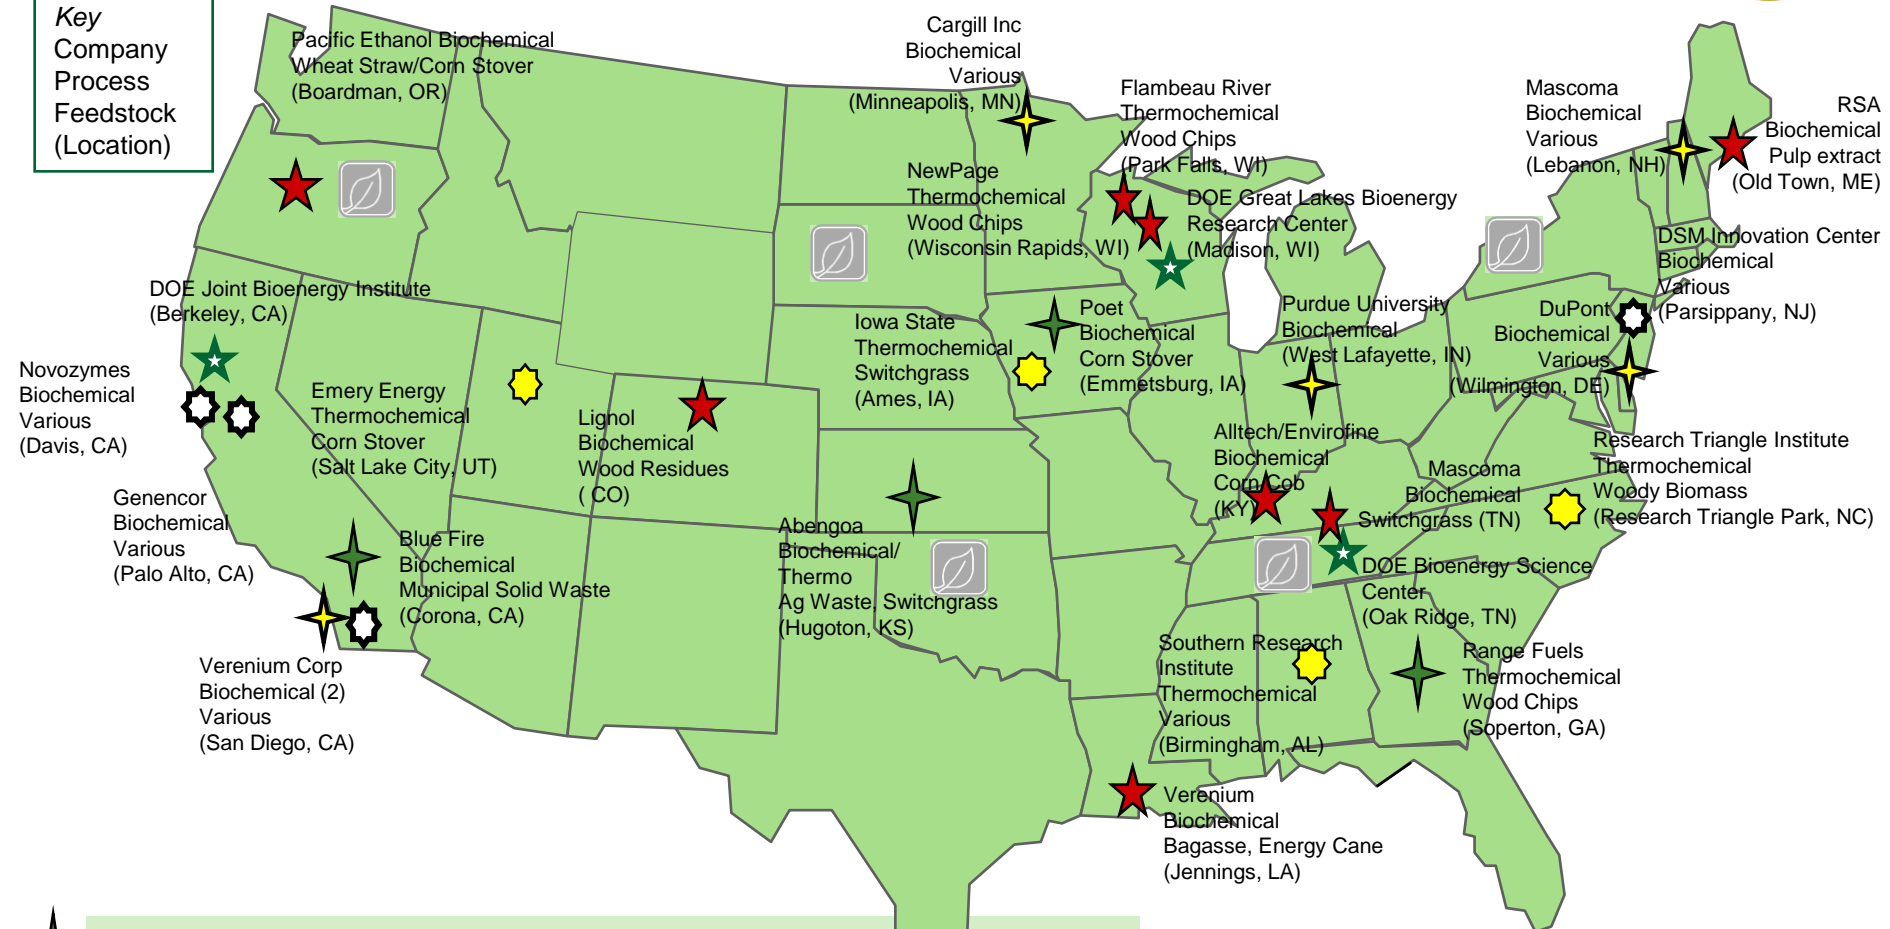 Key
Company
Process
Feedstock
(Location)
Pacific Ethanol Biochemical
Wheat Straw/Corn Stover
(Boardman, OR)
Cargill Inc
Biochemical
Various
(Minneapolis, MN)
Flambeau River
Thermochemical
Wood Chips
(Park Falls, WI)
Mascoma
Biochemical
Various
(Lebanon, NH)
RSA
Biochemical
Pulp extract
(Old Town, ME)
NewPage
Thermochemical
Wood Chips
(Wisconsin Rapids, WI)
DOE Great Lakes Bioenergy
Research Center
(Madison, WI)
DSM Innovation Center
Biochemical
Various
(Parsippany, NJ)
DOE Joint Bioenergy Institute
(Berkeley, CA)
Iowa State
Thermochemical
Switchgrass
(Ames, IA)
Poet
Biochemical
Corn Stover
(Emmetsburg, IA)
Purdue University
Biochemical
(West Lafayette, IN)
DuPont
Biochemical
Various
(Wilmington, DE)
Novozymes
Biochemical
Various
(Davis, CA)
Emery Energy
Thermochemical
Corn Stover
(Salt Lake City, UT)
Lignol
Biochemical
Wood Residues
( CO)
Alltech/Envirofine
Biochemical
Corn Cob
(KY)
Mascoma
Biochemical
Switchgrass (TN)
Research Triangle Institute
Thermochemical
Woody Biomass
(Research Triangle Park, NC)
Genencor
Biochemical
Various
(Palo Alto, CA)
Blue Fire
Biochemical
Municipal Solid Waste
(Corona, CA)
Abengoa
Biochemical/
Thermo
Ag Waste, Switchgrass
(Hugoton, KS)
DOE Bioenergy Science
Center
(Oak Ridge, TN)
Southern Research
Institute
Thermochemical
Various
(Birmingham, AL)
Range Fuels
Thermochemical
Wood Chips
(Soperton, GA)
Verenium Corp
Biochemical (2)
Various
(San Diego, CA)
Verenium
Biochemical
Bagasse, Energy Cane
(Jennings, LA)